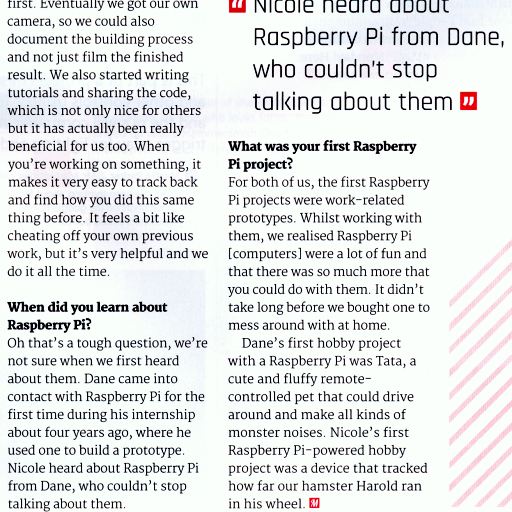 first. Eventually we got our own
camera, so we could also
document the building process
and not just film the finished
result. We also started writing
tutorials and sharing the code,
which is not only nice for others
but it has actually been really
beneficial for us too. When
you're working on something, it
makes it very easy to track back
and find how you did this same
thing before. It feels a bit like
cheating off your own previous
work, but it's very helpful and we
do it all the time.
When did you learn about
Raspberry Pi?
Oh that's a tough question, we're
not sure when we first heard
about them. Dane came into
contact with Raspberry Pi for the
first time during his internship
about four years ago, where he
used one to build a prototype.
Nicole heard about Raspberry Pi
from Dane, who couldn't stop
talking about them.
" Nicole heard about
Raspberry Pi from Dane,
who couldn't stop
talking about them "
What was your first Raspberry
Pi project?
For both of us, the first Raspberry
Pi projects were work-related
prototypes. Whilst working with
them, we realised Raspberry Pi
[computers] were a lot of fun and
that there was so much more that
you could do with them. It didn't
take long before we bought one to
mess around with at home.
Dane's first hobby project
with a Raspberry Pi was Tata, a
cute and fluffy remote-
controlled pet that could drive
around and make all kinds of
monster noises. Nicole's first
Raspberry Pi-powered hobby
project was a device that tracked
how far our hamster Harold ran
in his wheel.